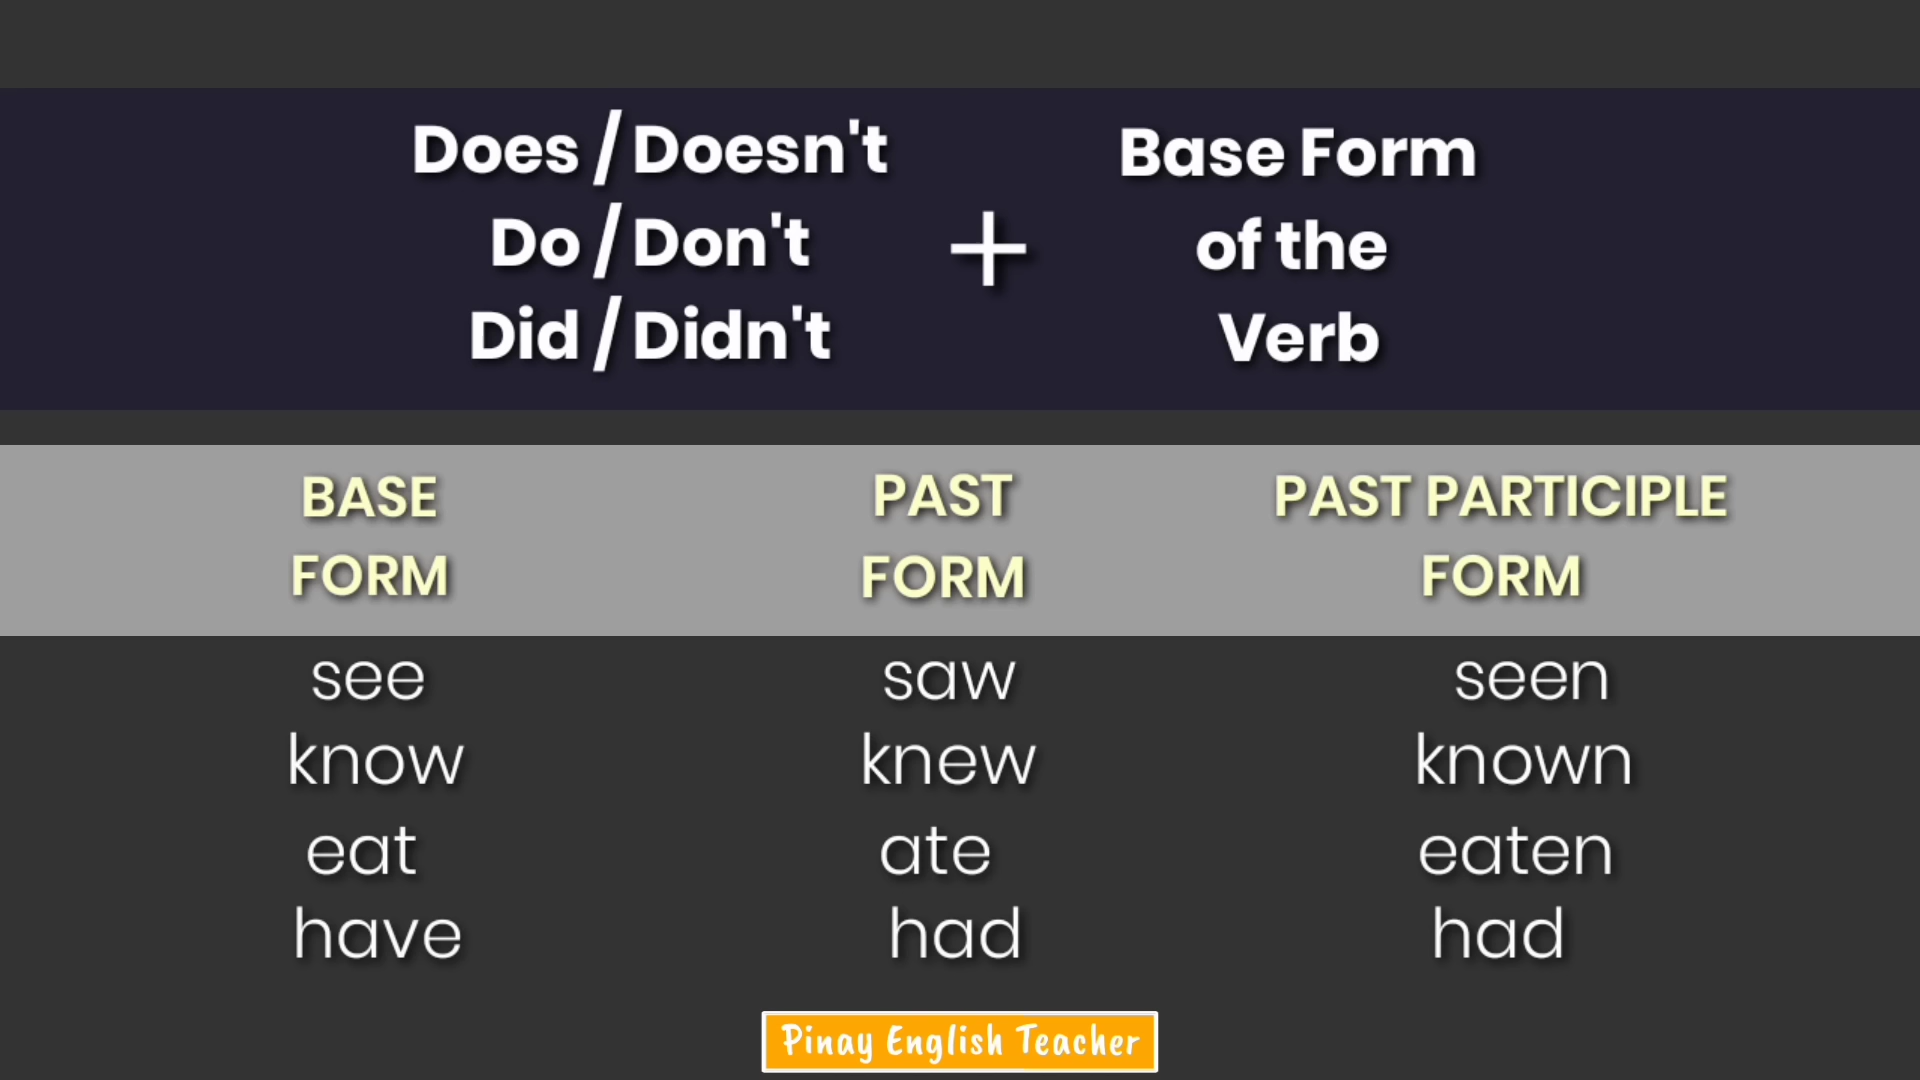 Does / Doesn't
Do / Don't
Did / Didn't
+
Base Form
of the
Verb
BASE FORM
PAST FORM
PAST PARTICIPLE FORM
see saw seen
know knew known
eat ate eaten
have had had
Pinay English Teacher